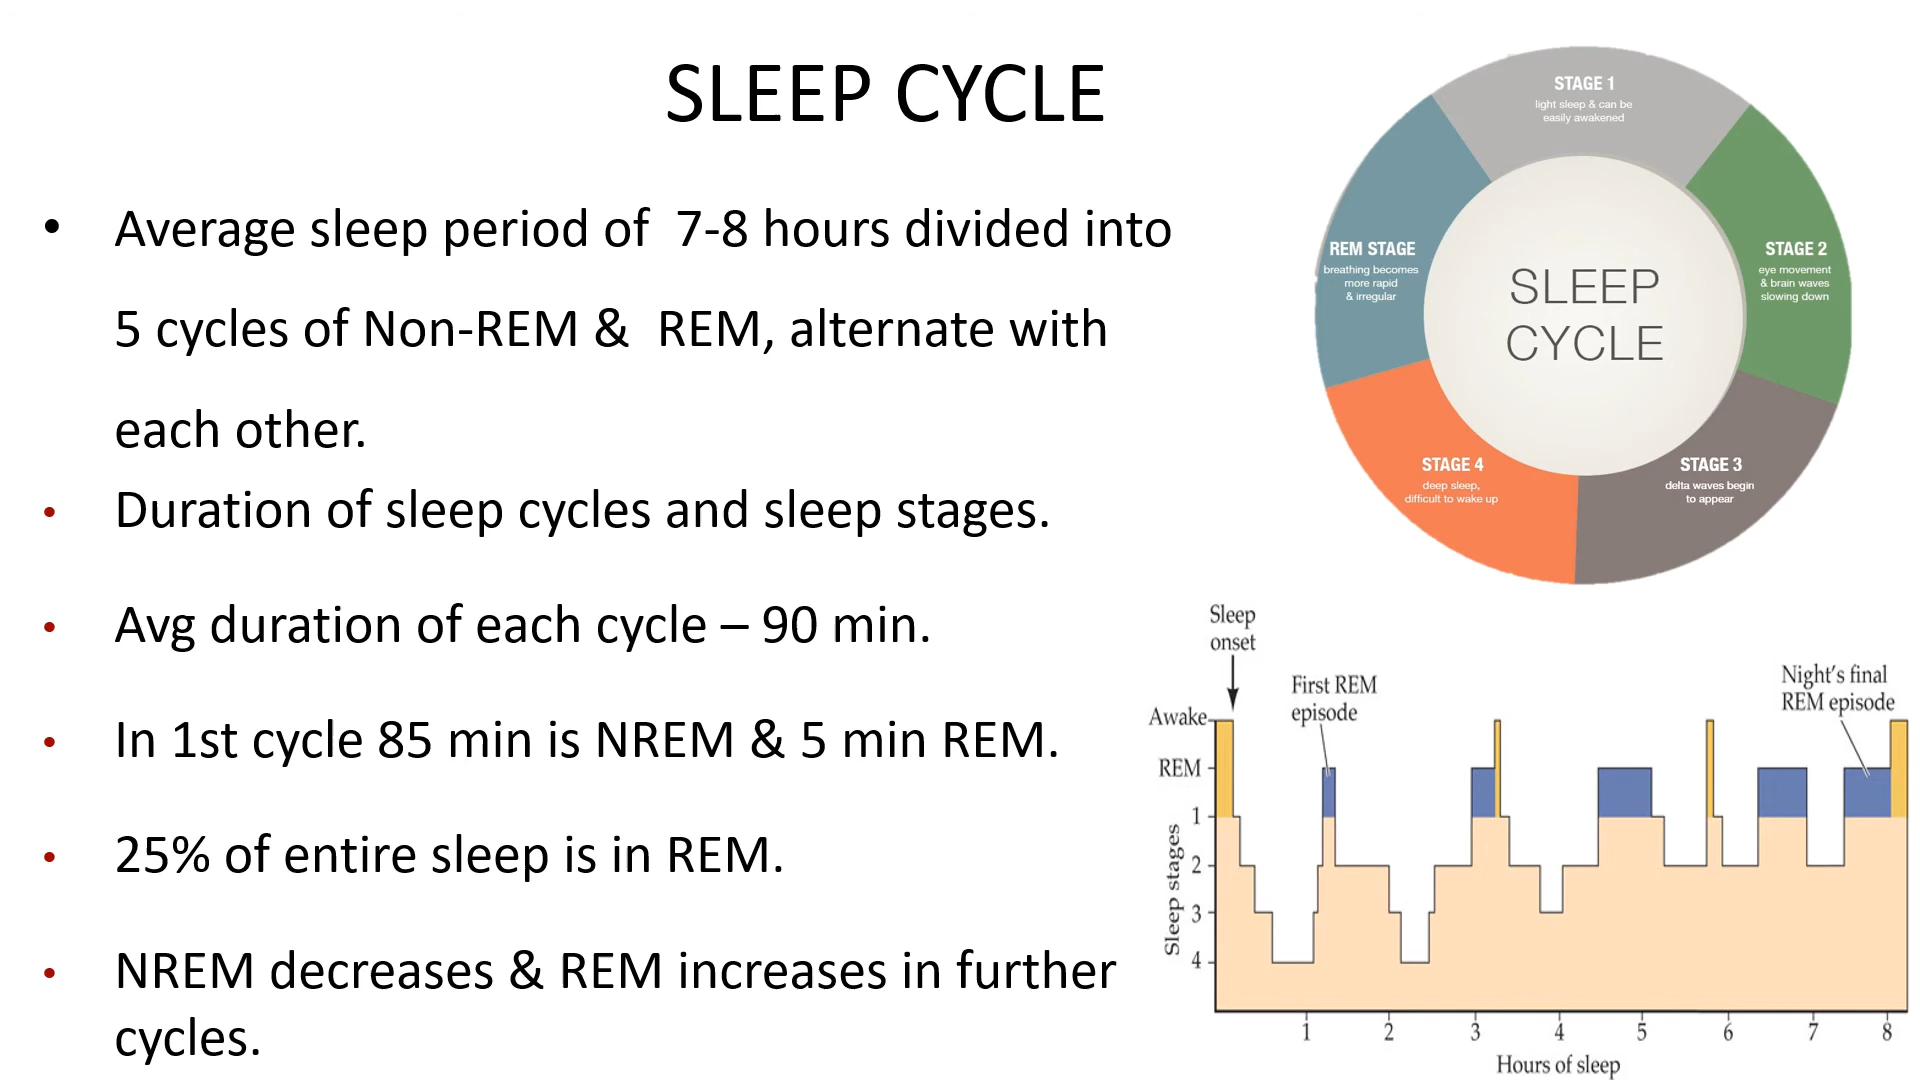 SLEEP CYCLE
• Average sleep period of  7-8 hours divided into
5 cycles of Non-REM &  REM, alternate with
each other.
• Duration of sleep cycles and sleep stages.
• Avg duration of each cycle – 90 min.
• In 1st cycle 85 min is NREM & 5 min REM.
• 25% of entire sleep is in REM.
• NREM decreases & REM increases in further
cycles.
STAGE 1
light sleep & can be
easily awakened
STAGE 2
eye movement
& brain waves
slowing down
STAGE 3
delta waves begin
to appear
STAGE 4
deep sleep,
difficult to wake up
REM STAGE
breathing becomes
more rapid
& irregular
SLEEP
CYCLE
Sleep
onset
First REM
episode
Night's final
REM episode
Awake
REM
1
2
3
4
Sleep stages
1 2 3 4 5 6 7 8
Hours of sleep